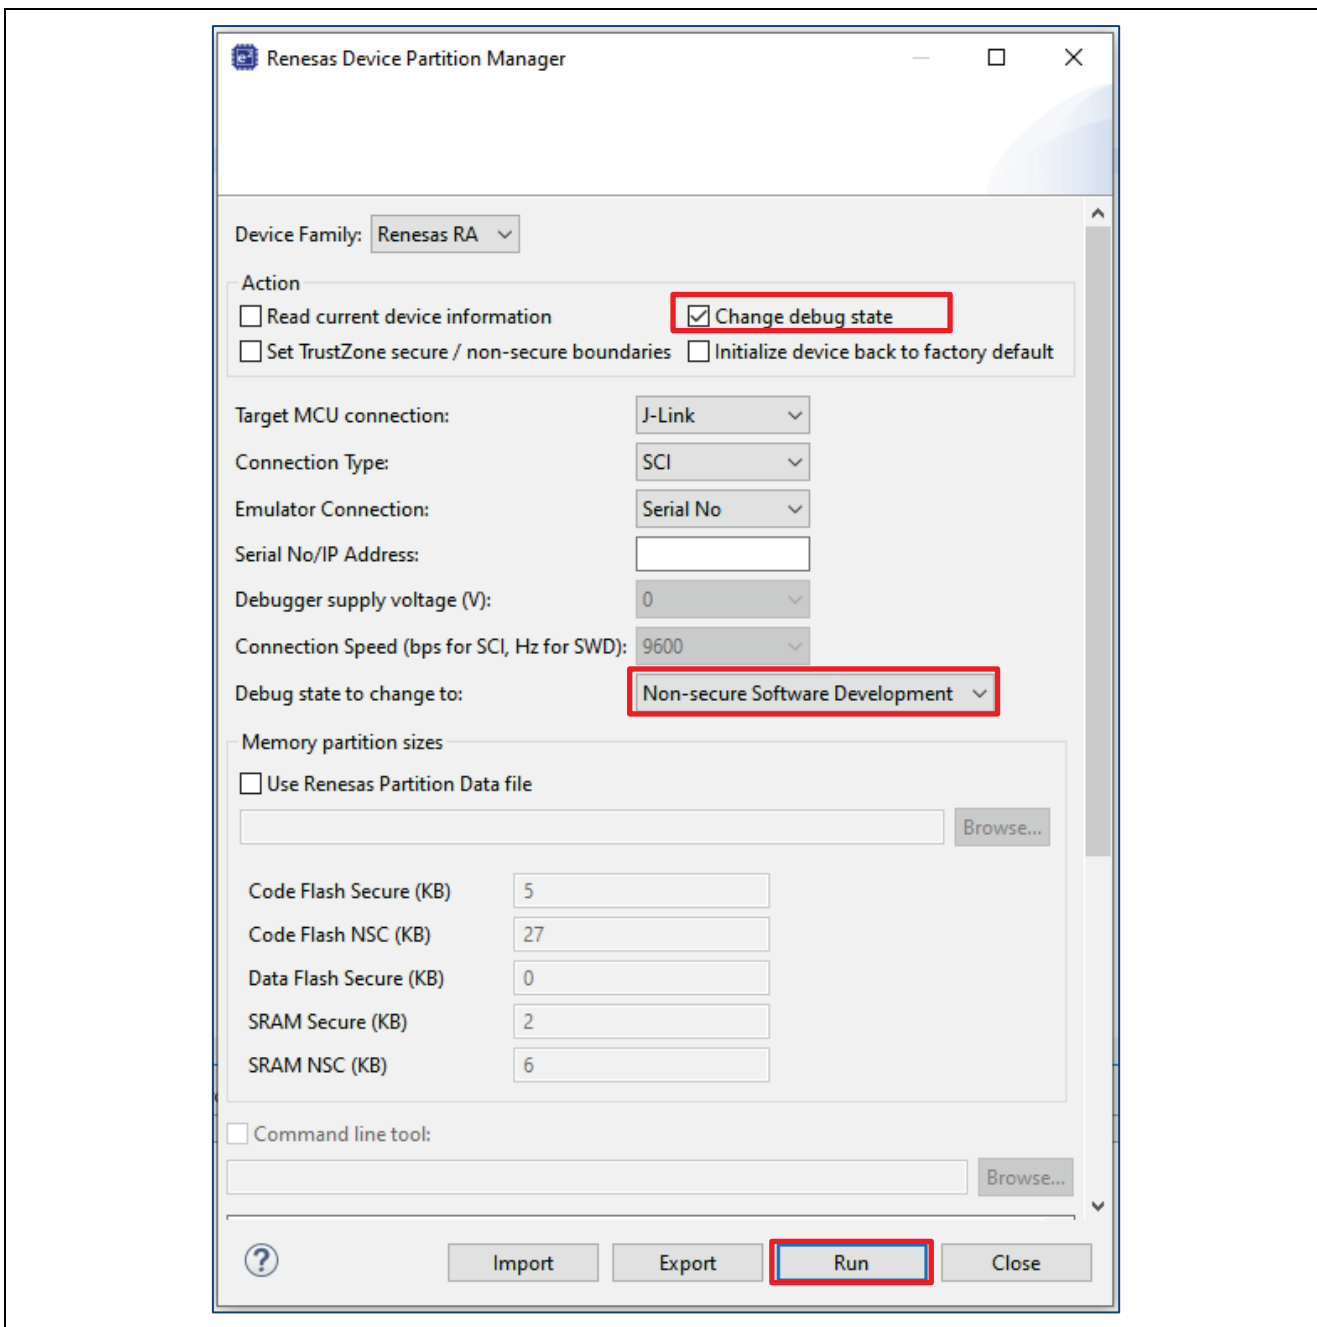 Renesas Device Partition Manager
Device Family: Renesas RA
Action
Read current device information Change debug state
Set TrustZone secure / non-secure boundaries Initialize device back to factory default
Target MCU connection: J-Link
Connection Type: SCI
Emulator Connection: Serial No
Serial No/IP Address:
Debugger supply voltage (V): 0
Connection Speed (bps for SCI, Hz for SWD): 9600
Debug state to change to: Non-secure Software Development
Memory partition sizes
Use Renesas Partition Data file
Browse...
Code Flash Secure (KB) 5
Code Flash NSC (KB) 27
Data Flash Secure (KB) 0
SRAM Secure (KB) 2
SRAM NSC (KB) 6
Command line tool:
Browse...
Import Export Run Close